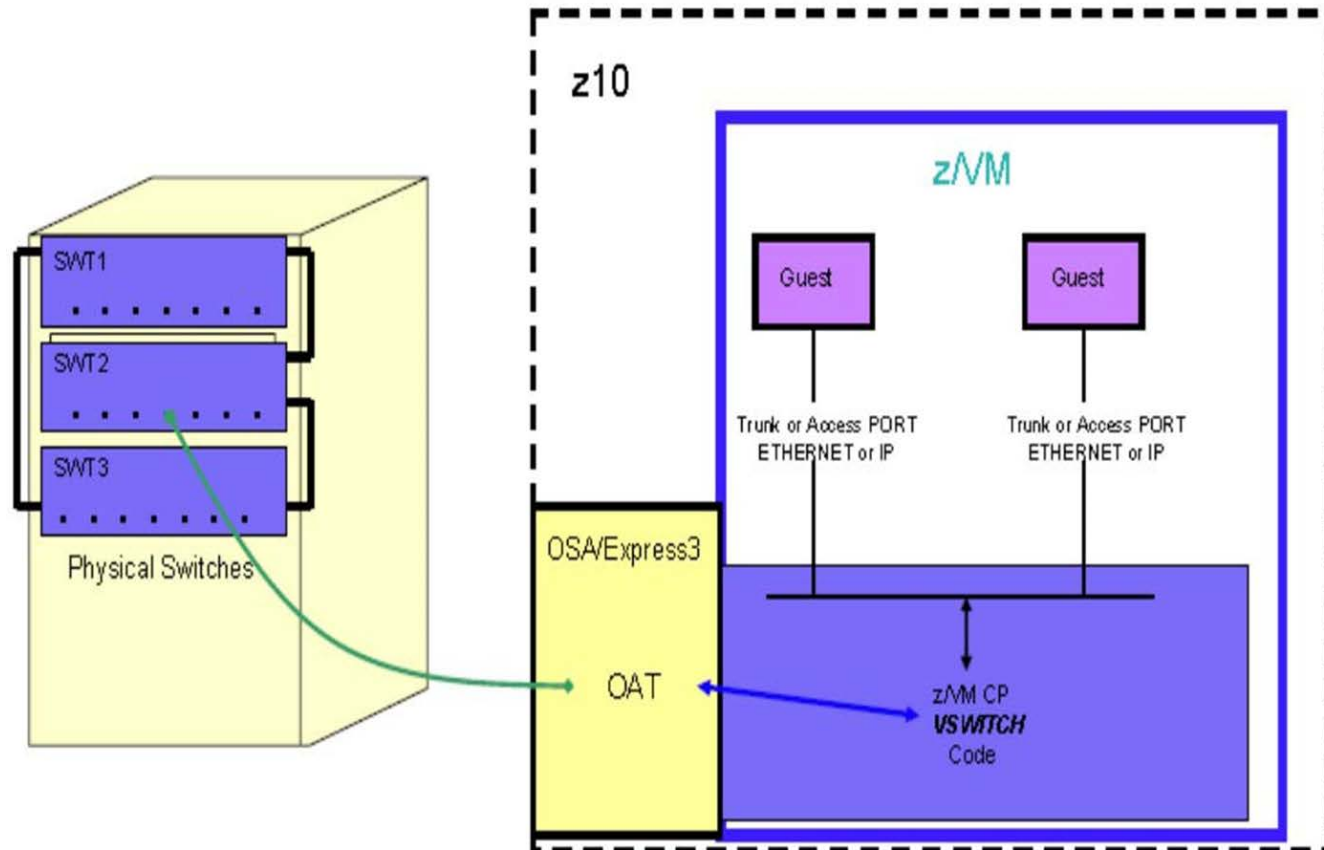 z10
z/VM
SWT1
SWT2
SWT3
Physical Switches
Guest
Guest
Trunk or Access PORT
ETHERNET or IP
Trunk or Access PORT
ETHERNET or IP
OSA/Express3
OAT
z/VM CP
VSWITCH
Code